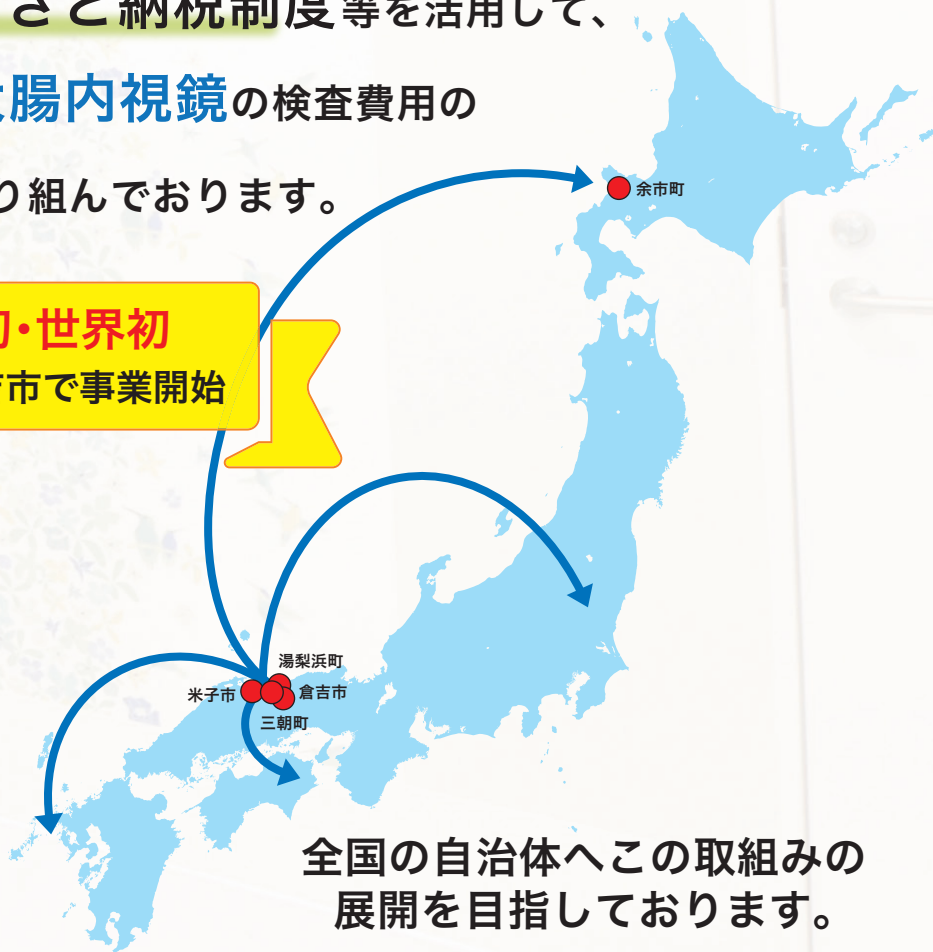 さと納税制度等を活用して、
腸内視鏡の検査費用の
り組んでおります。
・世界初
市で事業開始
余市町
湯梨浜町
米子市
倉吉市
三朝町
全国の自治体へこの取組みの
展開を目指しております。